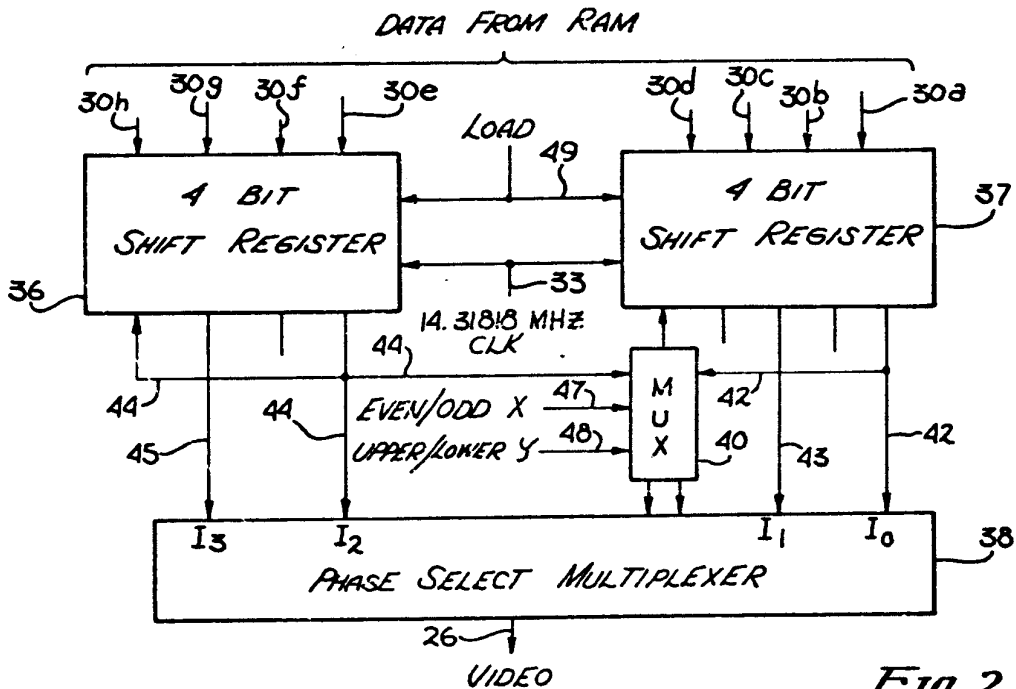 DATA FROM RAM
30h 30g 30f 30e 30d 30c 30b 30a
LOAD
49
4 BIT
SHIFT REGISTER
4 BIT
SHIFT REGISTER
37
36
33
14.31818 MHZ
CLK
44
44
44
EVEN/ODD X
47
UPPER/LOWER Y
48
MUX
40
42
42
45
43
I3 I2 I1 I0
38
PHASE SELECT MULTIPLEXER
26
VIDEO
FIG. 2